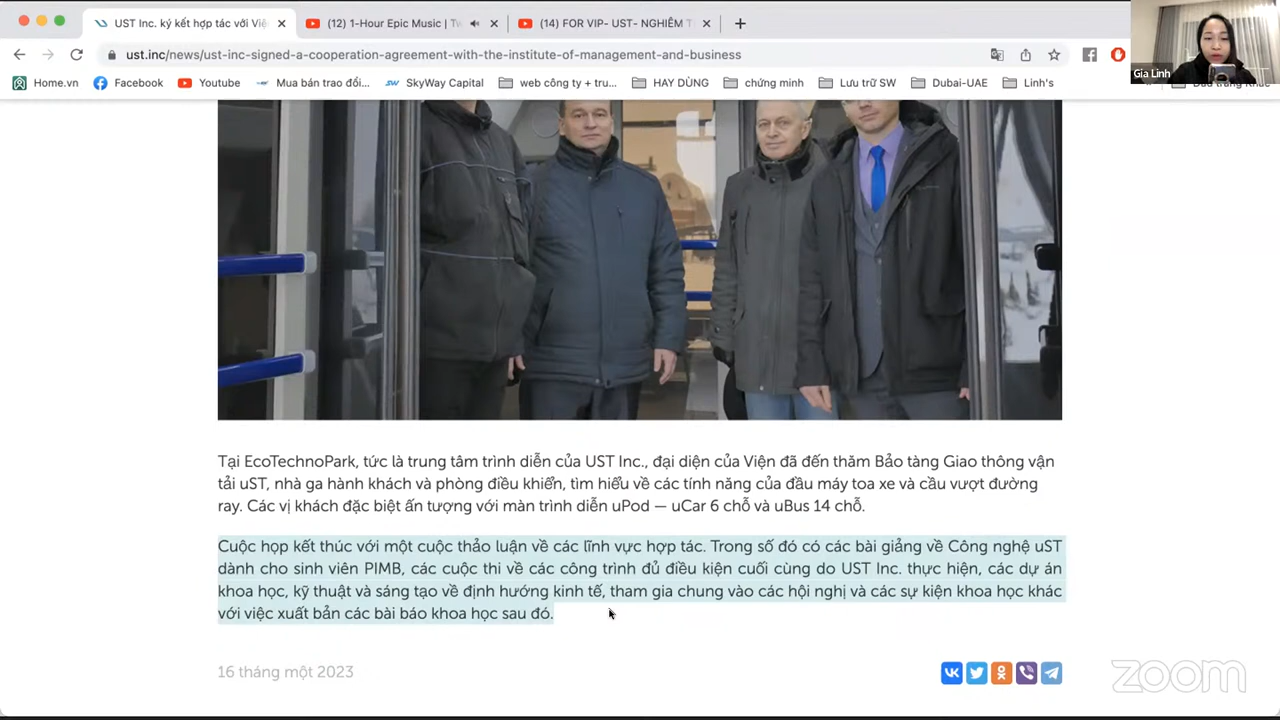 UST Inc. ký kết hợp tác với Việ
(12) 1-Hour Epic Music | Tw
(14) FOR VIP- UST- NGHIÊM T
ust.inc/news/ust-inc-signed-a-cooperation-agreement-with-the-institute-of-management-and-business
Gia Linh
Home.vn Facebook Youtube Mua bán trao đổi... SkyWay Capital web công ty + tru... HAY DÙNG chứng minh Lưu trữ SW Dubai-UAE Linh's
Tại EcoTechnoPark, tức là trung tâm trình diễn của UST Inc., đại diện của Viện đã đến thăm Bảo tàng Giao thông vận
tải uST, nhà ga hành khách và phòng điều khiển, tìm hiểu về các tính năng của đầu máy toa xe và cầu vượt đường
ray. Các vị khách đặc biệt ấn tượng với màn trình diễn uPod — uCar 6 chỗ và uBus 14 chỗ.
Cuộc họp kết thúc với một cuộc thảo luận về các lĩnh vực hợp tác. Trong số đó có các bài giảng về Công nghệ uST
dành cho sinh viên PIMB, các cuộc thi về các công trình đủ điều kiện cuối cùng do UST Inc. thực hiện, các dự án
khoa học, kỹ thuật và sáng tạo về định hướng kinh tế, tham gia chung vào các hội nghị và các sự kiện khoa học khác
với việc xuất bản các bài báo khoa học sau đó.
16 tháng một 2023
zoom